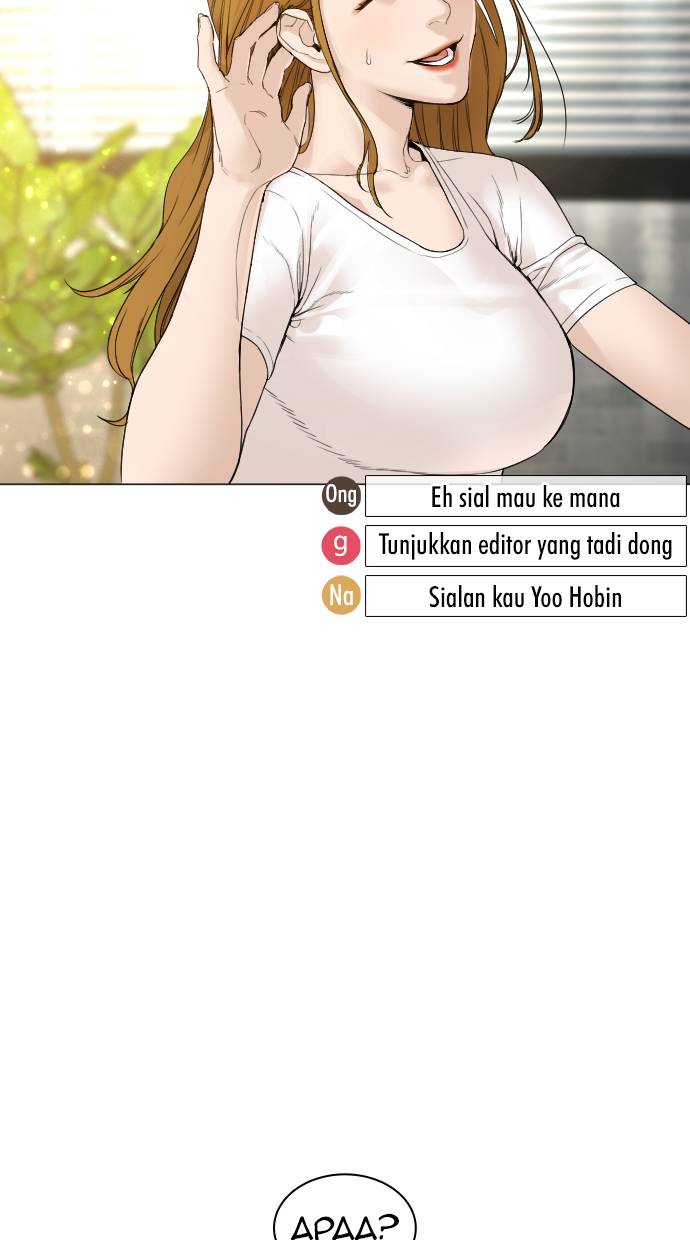 Ong Eh sial mau ke mana
g Tunjukkan editor yang tadi dong
Na Sialan kau Yoo Hobin
APAA?